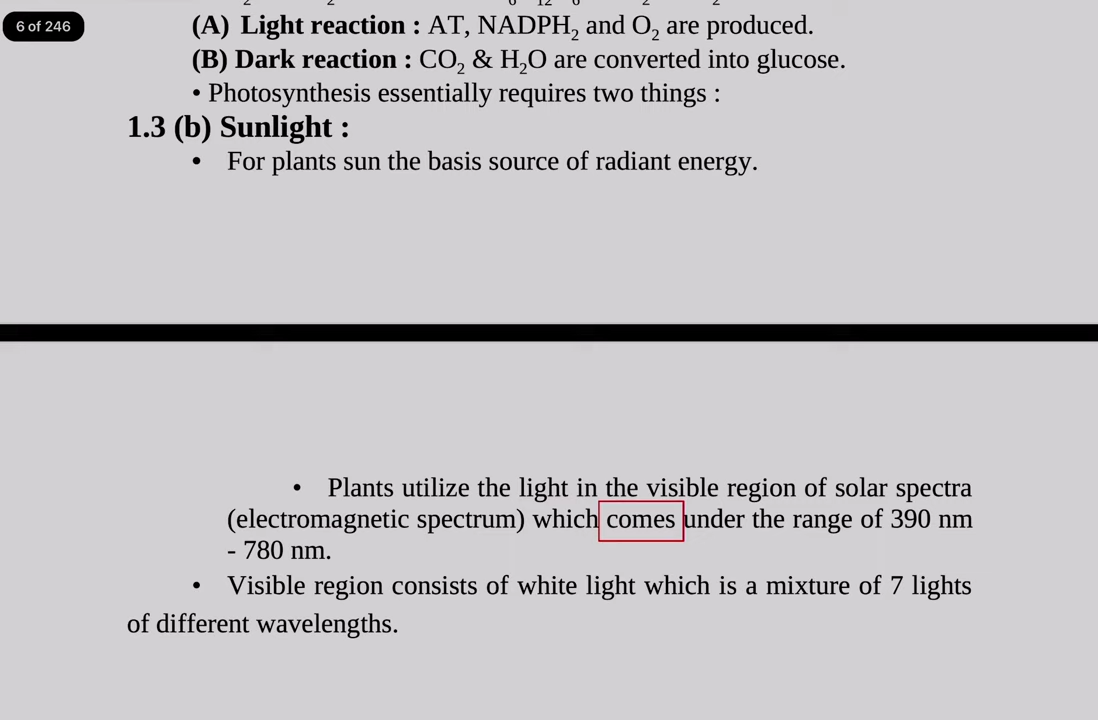 6 of 246
(A) Light reaction : AT, NADPH₂ and O₂ are produced.
(B) Dark reaction : CO₂ & H₂O are converted into glucose.
• Photosynthesis essentially requires two things :
1.3 (b) Sunlight :
• For plants sun the basis source of radiant energy.
• Plants utilize the light in the visible region of solar spectra
(electromagnetic spectrum) which comes under the range of 390 nm
- 780 nm.
• Visible region consists of white light which is a mixture of 7 lights
of different wavelengths.